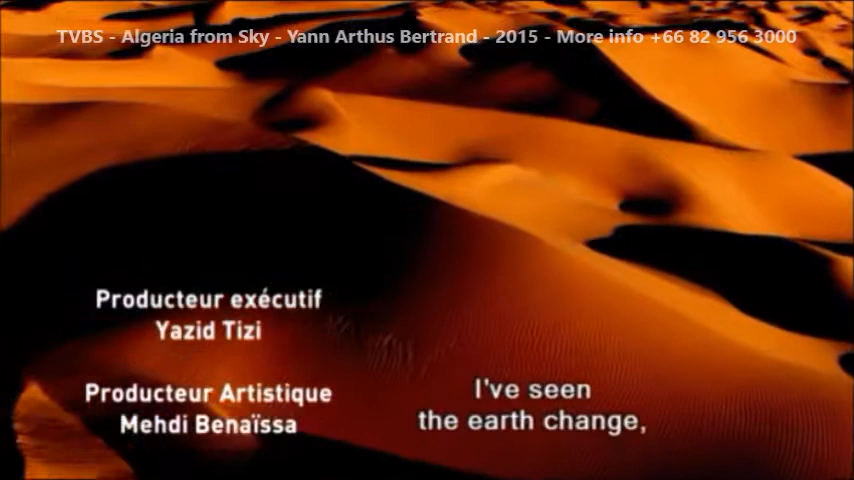 TVBS - Algeria from Sky - Yann Arthus Bertrand - 2015 - More info +66 82 956 3000
Producteur exécutif
Yazid Tizi
Producteur Artistique
Mehdi Benaïssa
I've seen
the earth change,